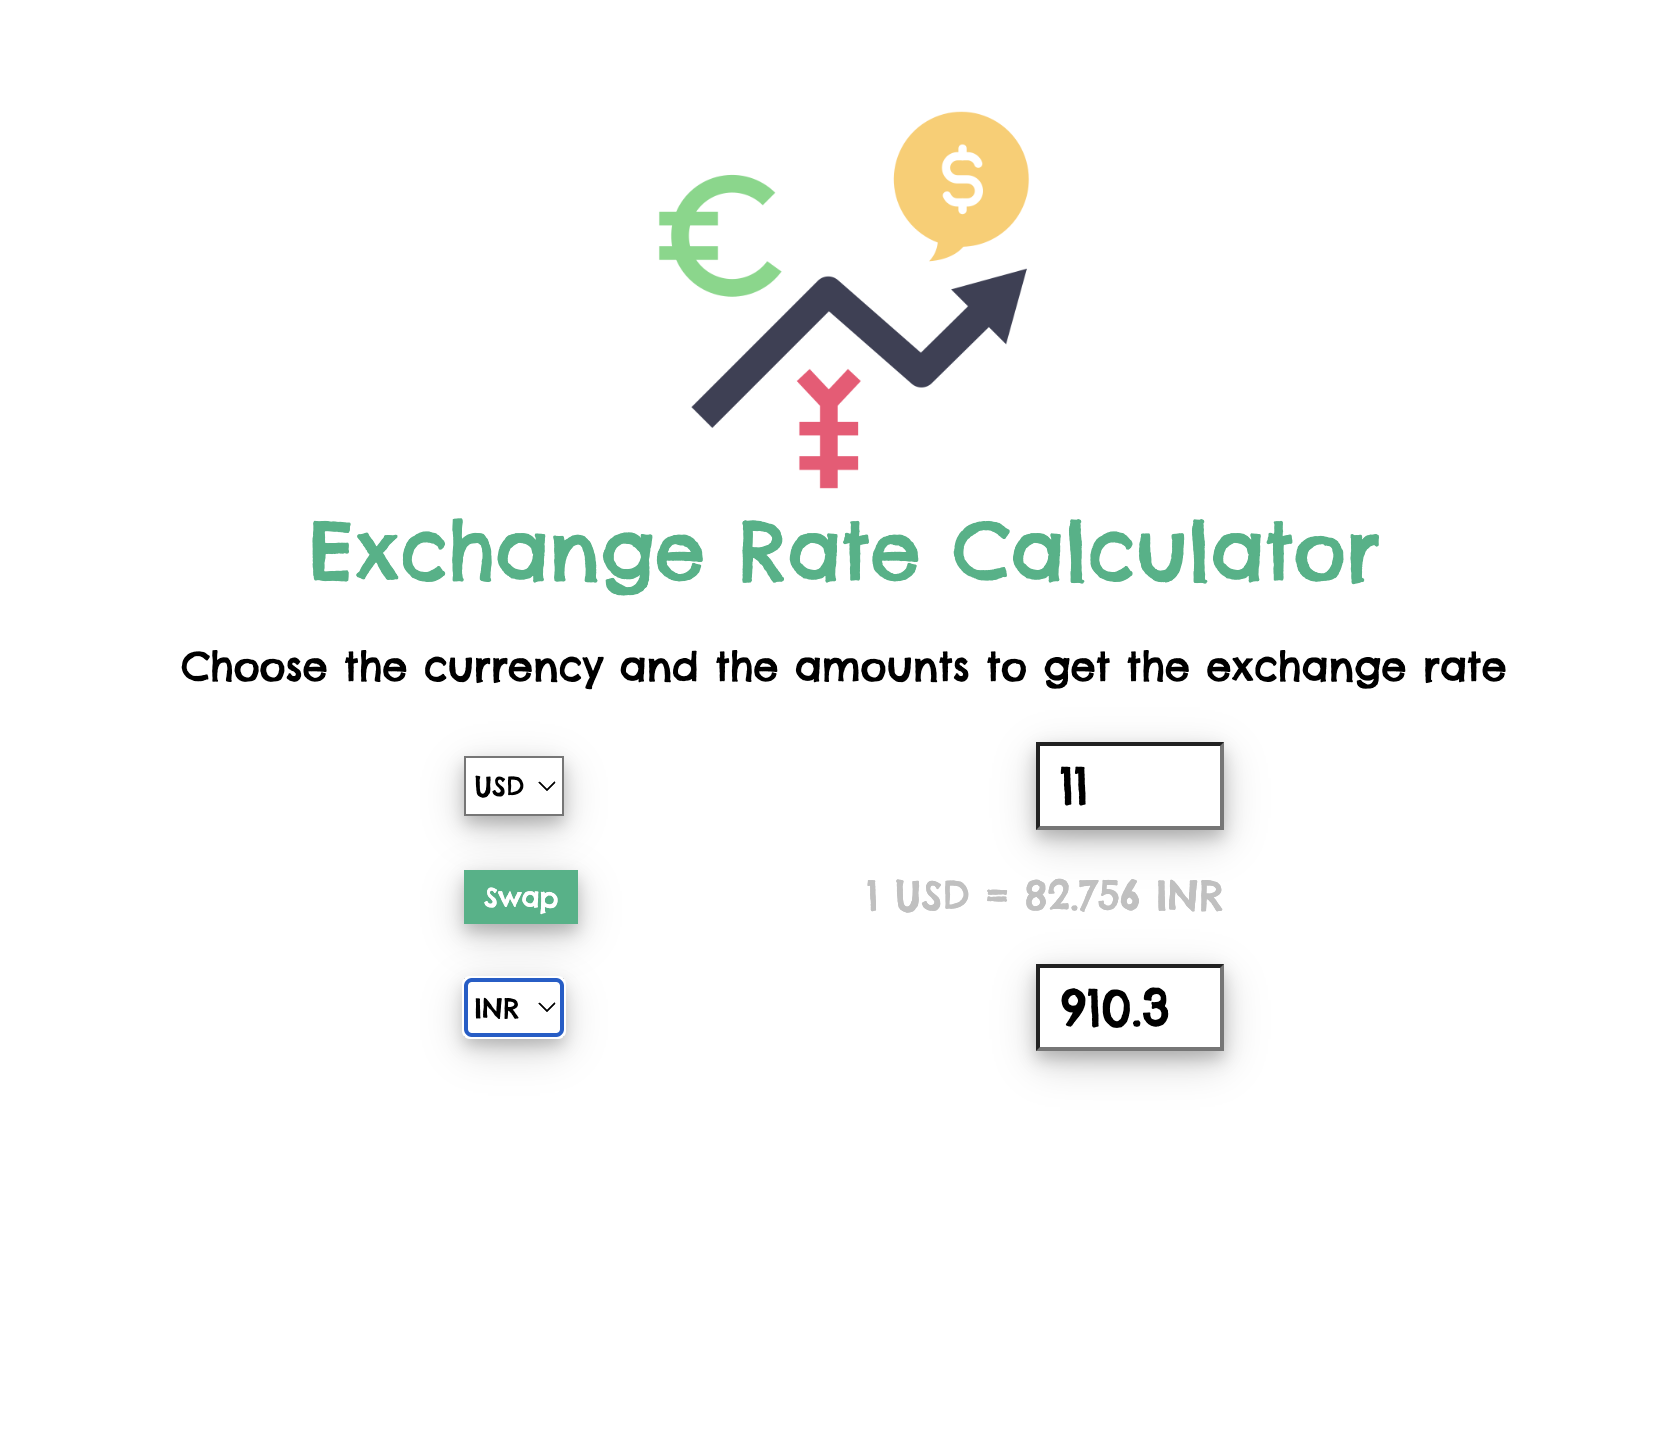 $
€
¥
Exchange Rate Calculator
Choose the currency and the amounts to get the exchange rate
USD 11
Swap 1 USD = 82.756 INR
INR 910.3